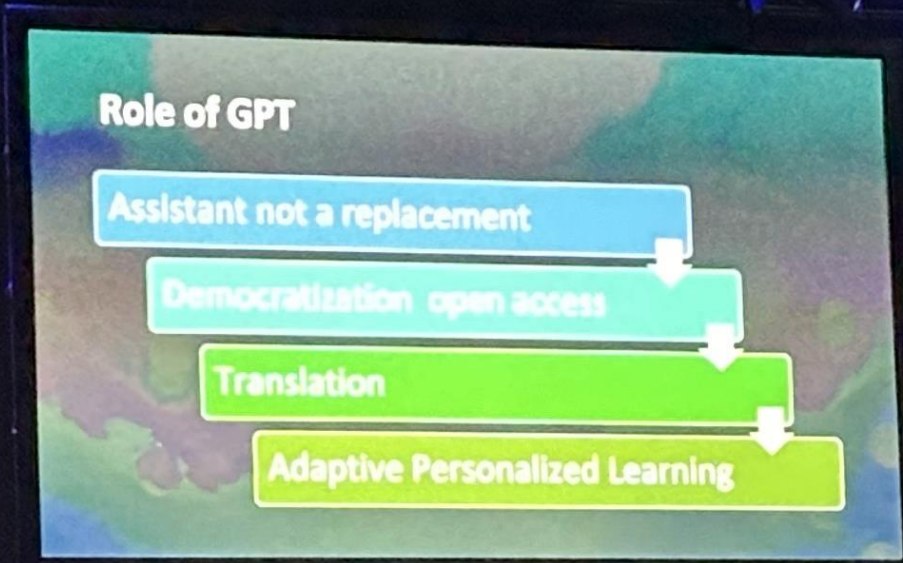 Role of GPT
Assistant not a replacement
Democratization open access
Translation
Adaptive Personalized Learning